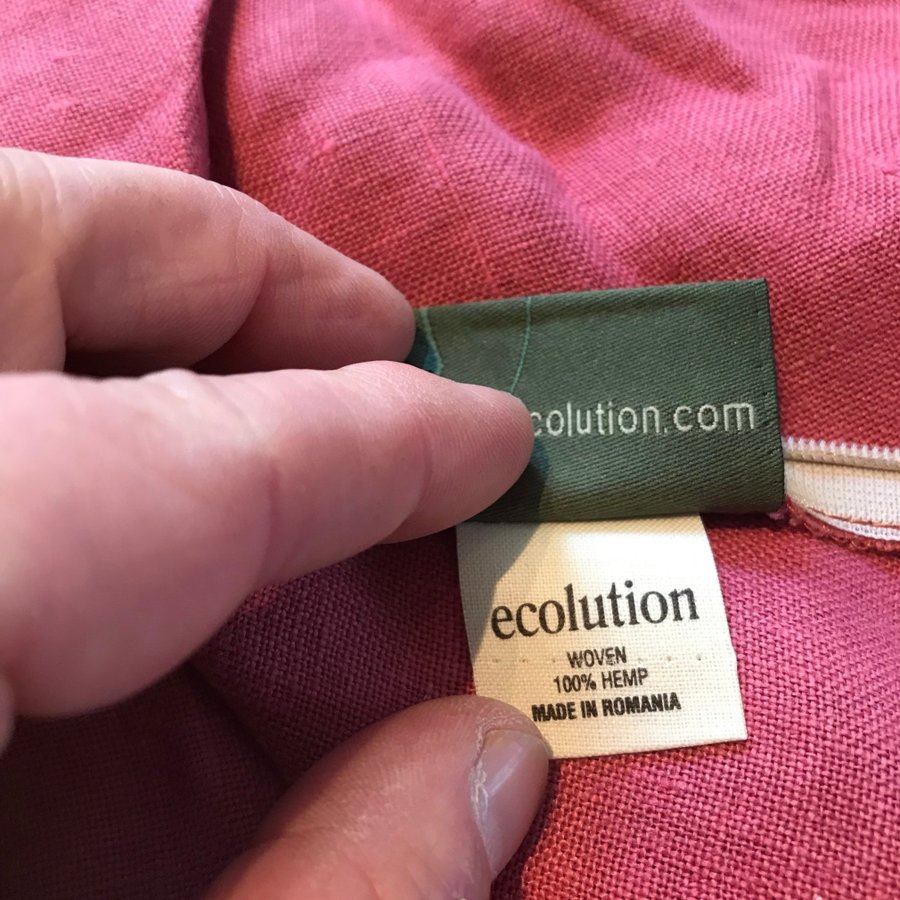 colution.com
ecolution
WOVEN
100% HEMP
MADE IN ROMANIA